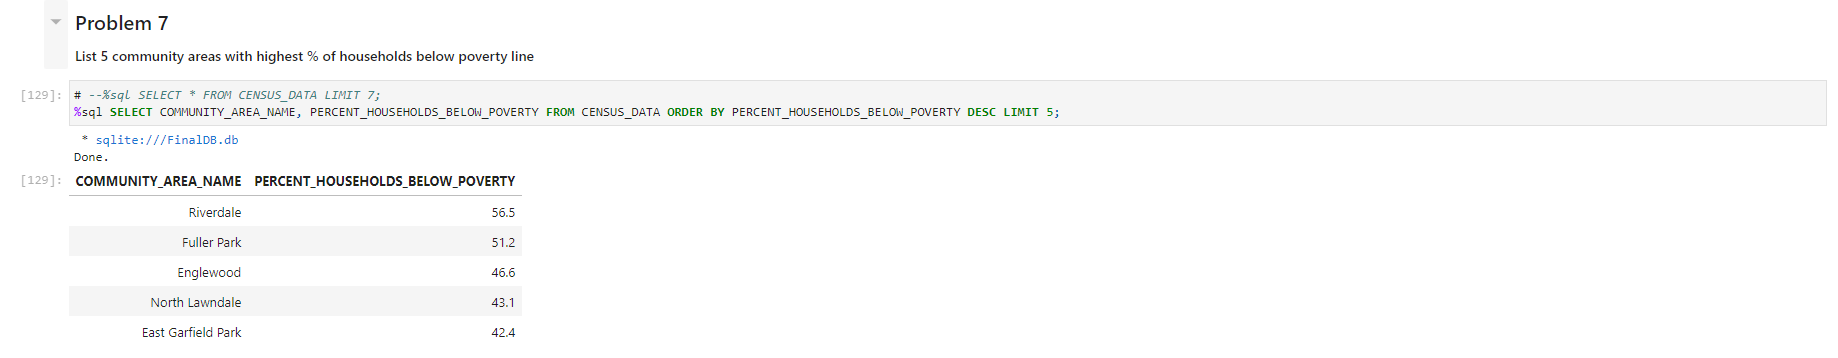 Problem 7
List 5 community areas with highest % of households below poverty line
[129]: # --%sql SELECT * FROM CENSUS_DATA LIMIT 7;
%sql SELECT COMMUNITY_AREA_NAME, PERCENT_HOUSEHOLDS_BELOW_POVERTY FROM CENSUS_DATA ORDER BY PERCENT_HOUSEHOLDS_BELOW_POVERTY DESC LIMIT 5;
* sqlite:///FinalDB.db
Done.
[129]: COMMUNITY_AREA_NAME PERCENT_HOUSEHOLDS_BELOW_POVERTY
Riverdale 56.5
Fuller Park 51.2
Englewood 46.6
North Lawndale 43.1
East Garfield Park 42.4